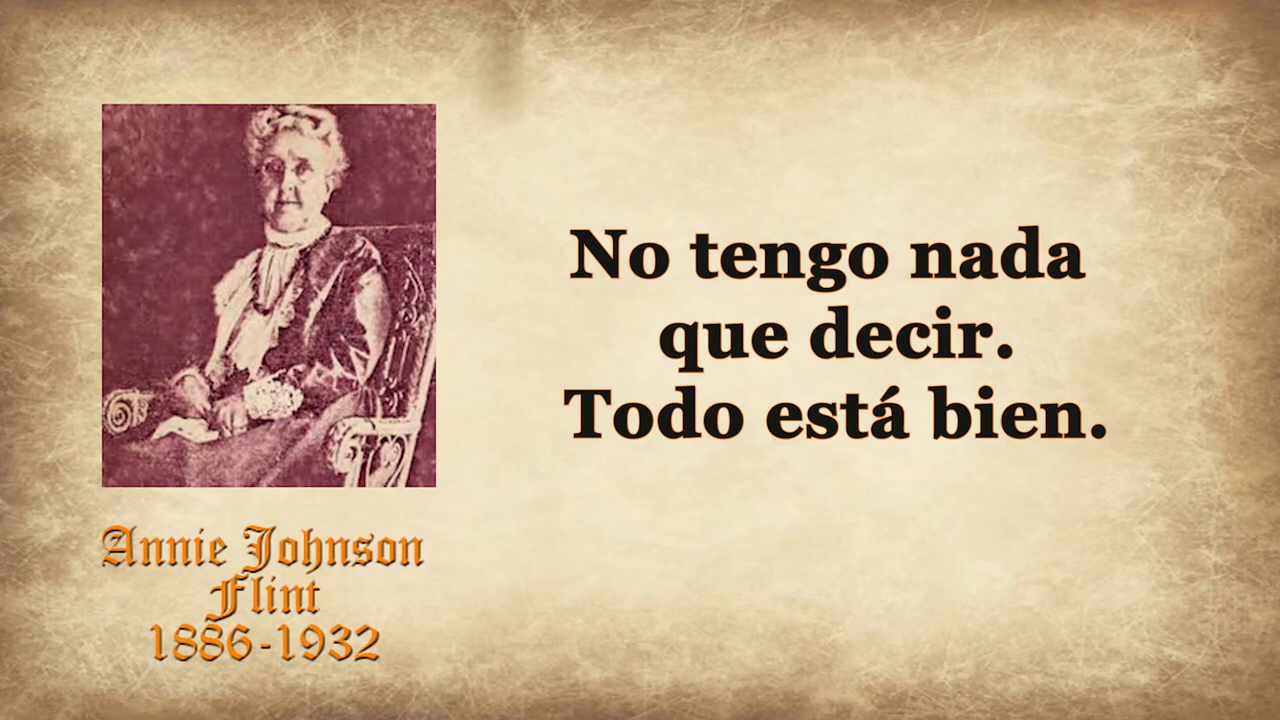 No tengo nada
que decir.
Todo está bien.
Annie Johnson
Flint
1886-1932